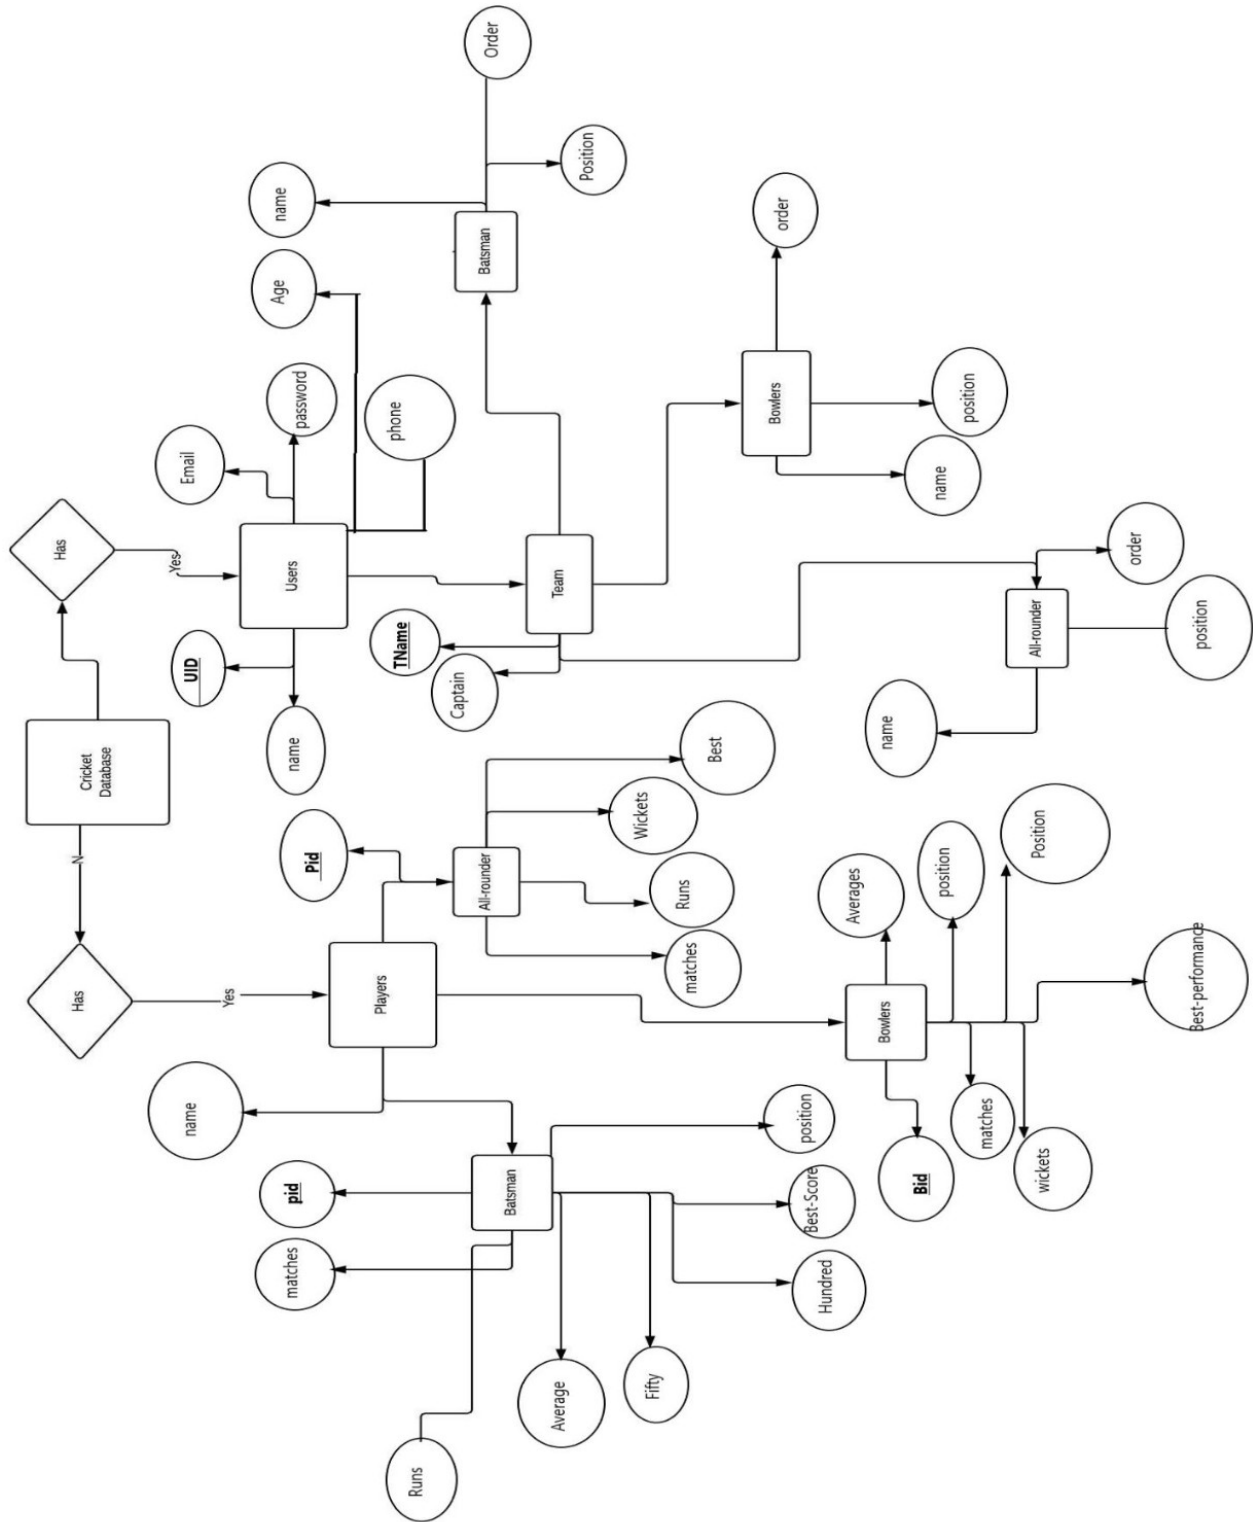 Has
Cricket
Database
N
Has
Yes
name
UID
Email
Yes
matches
pid
Pid
name
Users
password
Age
name
Players
TName
phone
Runs
Captain
Batsman
All-rounder
Batsman
Order
Average
Team
Position
Fifty
Wickets
matches
Runs
Best
Bowlers
order
Hundred
Best-Score
position
Bowlers
Averages
name
Bid
position
name
position
matches
wickets
Position
All-rounder
order
Best-performance
position